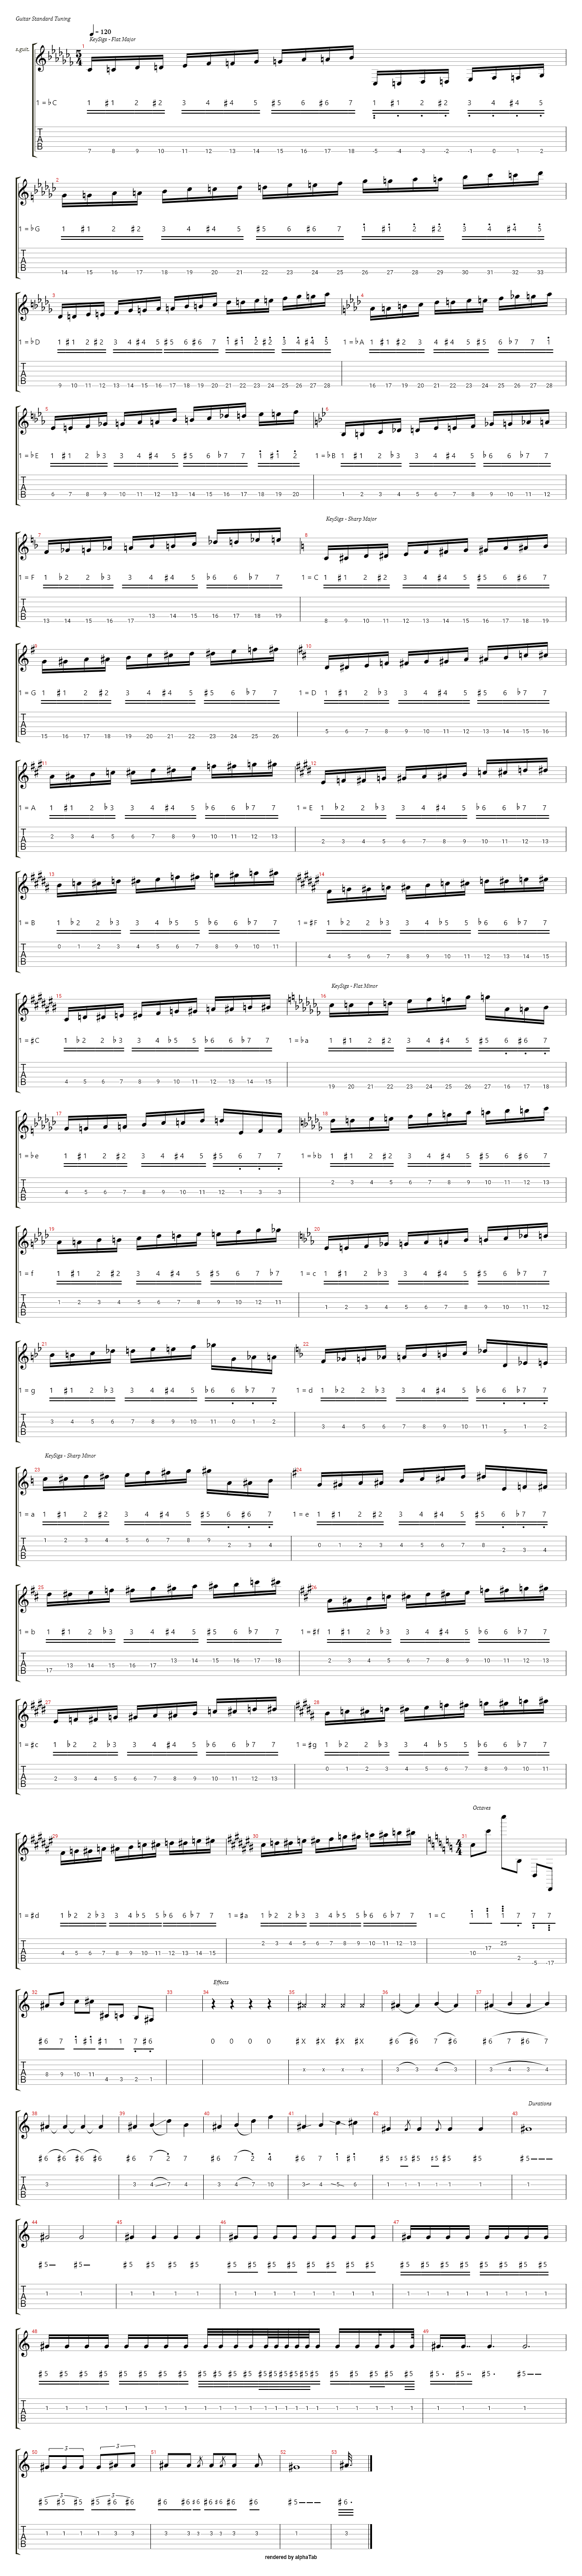 Guitar Standard Tuning
♩ = 120
KeySigs - Flat Major
s.guit.
1
1 = ♭C 1 ♯1 2 ♯2 3 4 ♯4 5 ♯5 6 ♯6 7 1 ♯1 2 ♯2 3 4 ♯4 5
7 8 9 10 11 12 13 14 15 16 17 18 -5 -4 -3 -2 -1 0 1 2
2
1 = ♭G 1 ♯1 2 ♯2 3 4 ♯4 5 ♯5 6 ♯6 7 1 ♯1 2 ♯2 3 4 ♯4 5
14 15 16 17 18 19 20 21 22 23 24 25 26 27 28 29 30 31 32 33
3 4
1 = ♭D 1 ♯1 2 ♯2 3 4 ♯4 5 ♯5 6 ♯6 7 1 ♯1 2 ♯2 3 4 ♯4 5 1 = ♭A 1 ♯1 ♯2 3 4 ♯4 5 ♯5 6 ♭7 7 1
9 10 11 12 13 14 15 16 17 18 19 20 21 22 23 24 25 26 27 28 16 17 19 20 21 22 23 24 25 26 27 28
5 6
1 = ♭E 1 ♯1 2 ♭3 3 4 ♯4 5 ♯5 6 ♭7 7 1 ♯1 2 1 = ♭B 1 ♯1 2 ♭3 3 4 ♯4 5 ♭6 6 ♭7 7
6 7 8 9 10 11 12 13 14 15 16 17 18 19 20 1 2 3 4 5 6 7 8 9 10 11 12
KeySigs - Sharp Major
7 8
1 = F 1 ♭2 2 ♭3 3 4 ♯4 5 ♭6 6 ♭7 7 1 = C 1 ♯1 2 ♯2 3 4 ♯4 5 ♯5 6 ♯6 7
13 14 15 16 17 13 14 15 16 17 18 19 8 9 10 11 12 13 14 15 16 17 18 19
9 10
1 = G 1 ♯1 2 ♯2 3 4 ♯4 5 ♯5 6 ♭7 7 1 = D 1 ♯1 2 ♭3 3 4 ♯4 5 ♯5 6 ♭7 7
15 16 17 18 19 20 21 22 23 24 25 26 5 6 7 8 9 10 11 12 13 14 15 16
11 12
1 = A 1 ♯1 2 ♭3 3 4 ♯4 5 ♭6 6 ♭7 7 1 = E 1 ♭2 2 ♭3 3 4 ♯4 5 ♭6 6 ♭7 7
2 3 4 5 6 7 8 9 10 11 12 13 2 3 4 5 6 7 8 9 10 11 12 13
13 14
1 = B 1 ♭2 2 ♭3 3 4 ♭5 5 ♭6 6 ♭7 7 1 = ♯F 1 ♭2 2 ♭3 3 4 ♭5 5 ♭6 6 ♭7 7
0 1 2 3 4 5 6 7 8 9 10 11 4 5 6 7 8 9 10 11 12 13 14 15
KeySigs - Flat Minor
15 16
1 = ♯C 1 ♭2 2 ♭3 3 4 ♭5 5 ♭6 6 ♭7 7 1 = ♭a 1 ♯1 2 ♯2 3 4 ♯4 5 ♯5 6 ♯6 7
4 5 6 7 8 9 10 11 12 13 14 15 19 20 21 22 23 24 25 26 27 16 17 18
17 18
1 = ♭e 1 ♯1 2 ♯2 3 4 ♯4 5 ♯5 6 7 7 1 = ♭b 1 ♯1 2 ♯2 3 4 ♯4 5 ♯5 6 ♯6 7
4 5 6 7 8 9 10 11 12 1 3 3 2 3 4 5 6 7 8 9 10 11 12 13
19 20
1 = f 1 ♯1 2 ♯2 3 4 ♯4 5 ♯5 6 7 ♭7 1 = c 1 ♯1 2 ♭3 3 4 ♯4 5 ♯5 6 ♭7 7
1 2 3 4 5 6 7 8 9 10 12 11 1 2 3 4 5 6 7 8 9 10 11 12
21 22
1 = g 1 ♯1 2 ♭3 3 4 ♯4 5 ♭6 6 ♭7 7 1 = d 1 ♭2 2 ♭3 3 4 ♯4 5 ♭6 6 ♭7 7
3 4 5 6 7 8 9 10 11 0 1 2 3 4 5 6 7 8 9 10 11 5 1 2
KeySigs - Sharp Minor
23 24
1 = a 1 ♯1 2 ♯2 3 4 ♯4 5 ♯5 6 ♯6 7 1 = e 1 ♯1 2 ♯2 3 4 ♯4 5 ♯5 6 ♭7 7
1 2 3 4 5 6 7 8 9 2 3 4 0 1 2 3 4 5 6 7 8 2 3 4
25 26
1 = b 1 ♯1 2 ♭3 3 4 ♯4 5 ♯5 6 ♭7 7 1 = ♯f 1 ♯1 2 ♭3 3 4 ♯4 5 ♭6 6 ♭7 7
17 13 14 15 16 17 13 14 15 16 17 18 2 3 4 5 6 7 8 9 10 11 12 13
27 28
1 = ♯c 1 ♭2 2 ♭3 3 4 ♯4 5 ♭6 6 ♭7 7 1 = ♯g 1 ♭2 2 ♭3 3 4 ♭5 5 ♭6 6 ♭7 7
2 3 4 5 6 7 8 9 10 11 12 13 0 1 2 3 4 5 6 7 8 9 10 11
Octaves
29 30 31
1 = ♯d 1 ♭2 2 ♭3 3 4 ♭5 5 ♭6 6 ♭7 7 1 = ♯a 1 ♭2 2 ♭3 3 4 ♭5 5 ♭6 6 ♭7 7 1 = C 1 1 1 7 7 7
4 5 6 7 8 9 10 11 12 13 14 15 2 3 4 5 6 7 8 9 10 11 12 13 10 17 25 2 -5 -17
Effects
32 33 34 35 36 37
♯6 7 1 ♯1 ♯1 1 7 ♯6 0 0 0 0 ♯X ♯X ♯X ♯X ♯6 ♯6 7 ♯6 ♯6 7 ♯6 7
8 9 10 11 4 3 2 1 x x x x 3 3 4 3 3 4 3 4
38 39 40 41 42 43
Durations
♯6 ♯6 ♯6 ♯6 ♯6 7 2 7 ♯6 7 2 4 ♯6 7 1 ♯1 ♯5 ♯5 ♯5 ♯5 ♯5 ♯5 ♯5
3 3 4 7 4 3 4 7 10 3 4 5 6 1 1 1 1 1 1 1
44 45 46 47
♯5 ♯5 ♯5 ♯5 ♯5 ♯5 ♯5 ♯5 ♯5 ♯5 ♯5 ♯5 ♯5 ♯5 ♯5 ♯5 ♯5 ♯5 ♯5 ♯5 ♯5 ♯5
1 1 1 1 1 1 1 1 1 1 1 1 1 1 1 1 1 1 1 1 1 1
48 49
♯5 ♯5 ♯5 ♯5 ♯5 ♯5 ♯5 ♯5 ♯5 ♯5 ♯5 ♯5 ♯5 ♯5 ♯5 ♯5 ♯5 ♯5 ♯5 ♯5 ♯5 ♯5 ♯5 ♯5 ♯5 ♯5
1 1 1 1 1 1 1 1 1 1 1 1 1 1 1 1 1 1 1 1 1 1 1 1 1 1
50 51 52 53
♯5 ♯5 ♯5 ♯5 ♯6 ♯6 ♯6 ♯6 ♯6 ♯6 ♯6 ♯6 ♯6 ♯5 ♯6
1 1 1 1 3 3 3 3 3 3 3 3 3 1 3
rendered by alphaTab